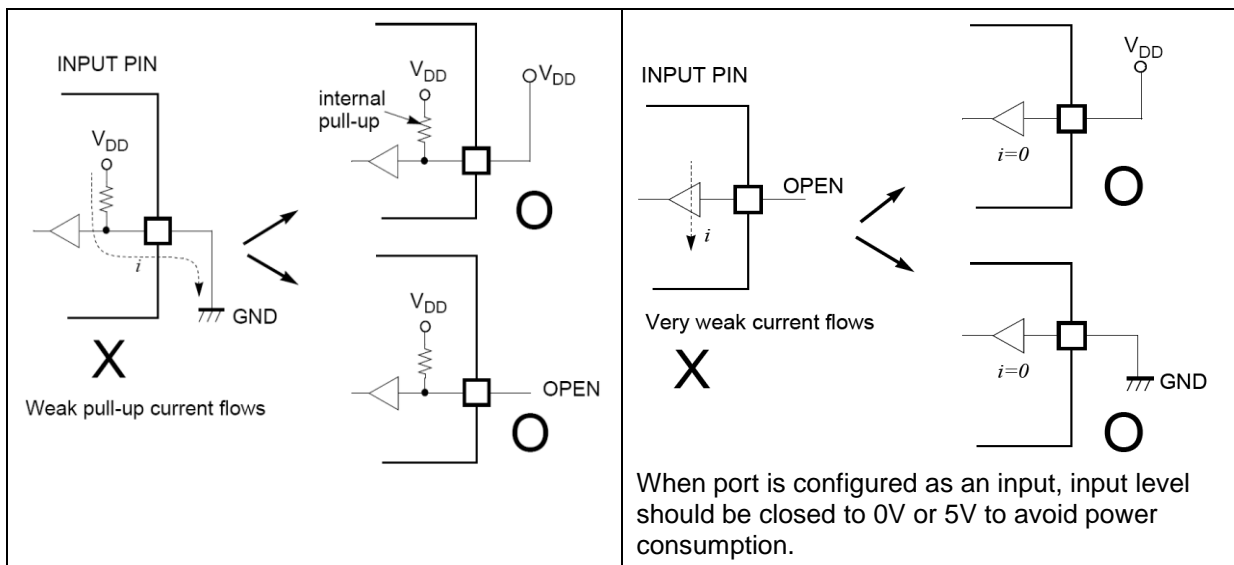 INPUT PIN
VDD
i
GND
X
Weak pull-up current flows
VDD
VDD
internal
pull-up
O
VDD
OPEN
O
INPUT PIN
OPEN
i
Very weak current flows
X
VDD
i=0
O
i=0
GND
O
When port is configured as an input, input level
should be closed to 0V or 5V to avoid power
consumption.